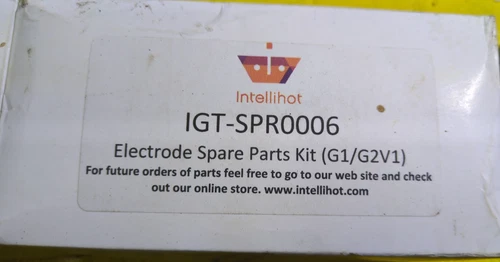 Intellihot
IGT-SPR0006
Electrode Spare Parts Kit (G1/G2V1)
For future orders of parts feel free to go to our web site and check
out our online store. www.intellihot.com